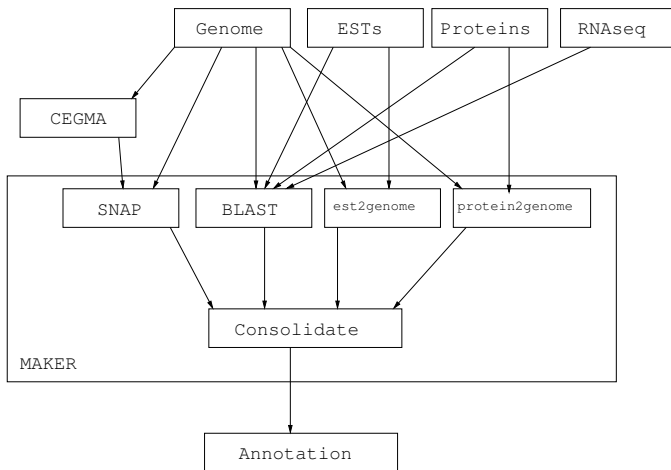 Genome
ESTs
Proteins
RNAseq
CEGMA
SNAP
BLAST
est2genome
protein2genome
Consolidate
MAKER
Annotation